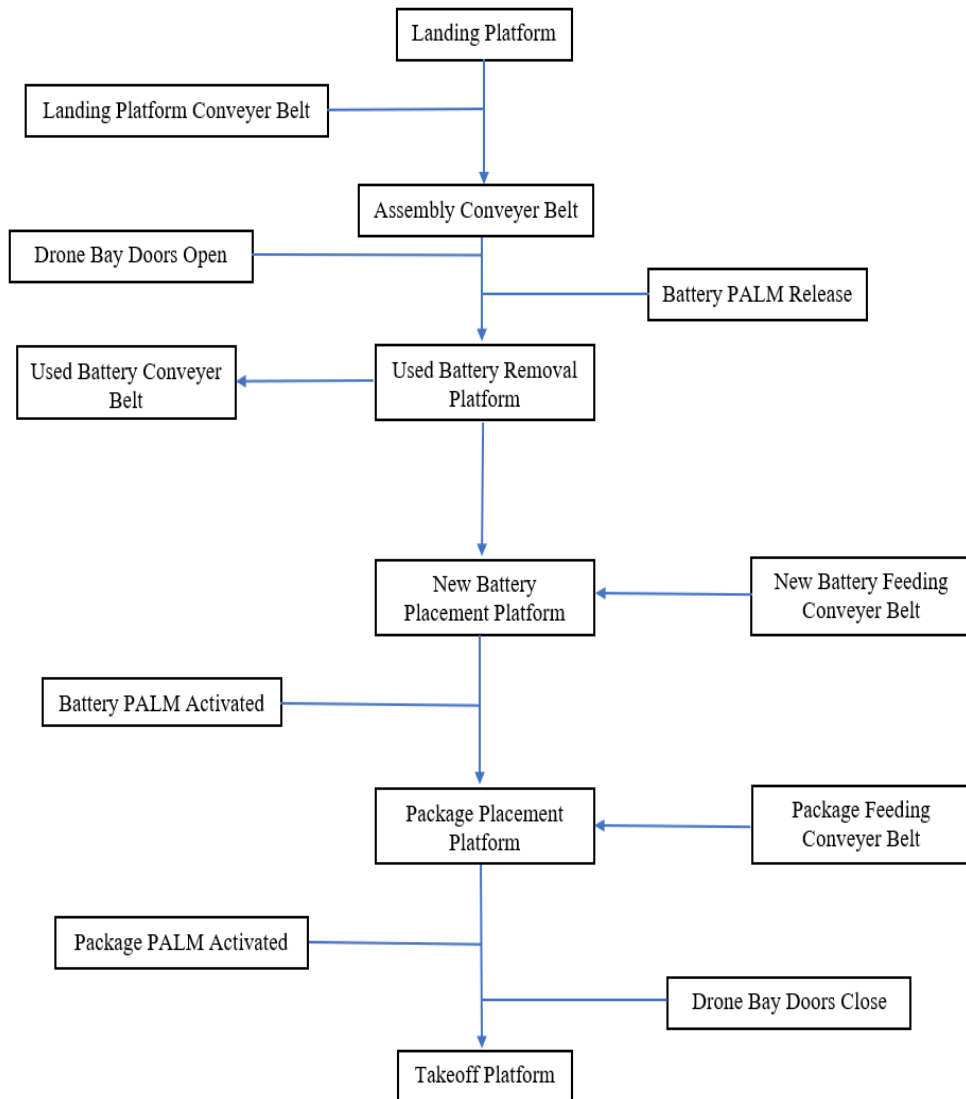 Landing Platform
Landing Platform Conveyer Belt
Assembly Conveyer Belt
Drone Bay Doors Open
Battery PALM Release
Used Battery Conveyer
Belt
Used Battery Removal
Platform
New Battery
Placement Platform
New Battery Feeding
Conveyer Belt
Battery PALM Activated
Package Placement
Platform
Package Feeding
Conveyer Belt
Package PALM Activated
Drone Bay Doors Close
Takeoff Platform